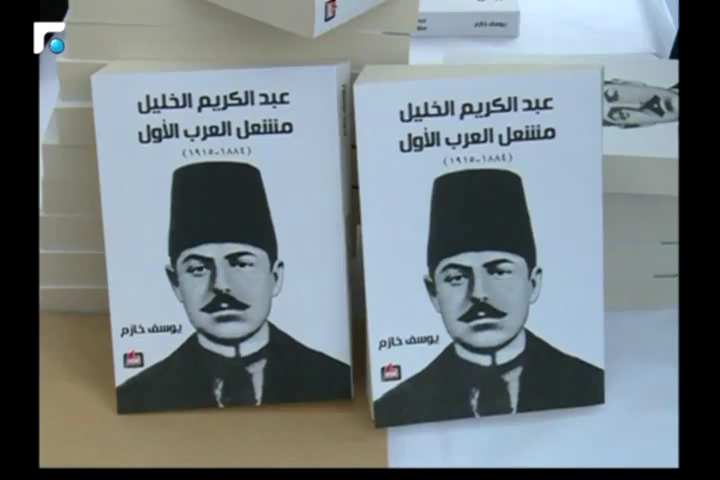 عبد الكريم الخليل
مشعل العرب الأول
(١٨٨٤-١٩١٥)
يوسف خازم
عبد الكريم الخليل
مشعل العرب الأول
(١٨٨٤-١٩١٥)
يوسف خازم